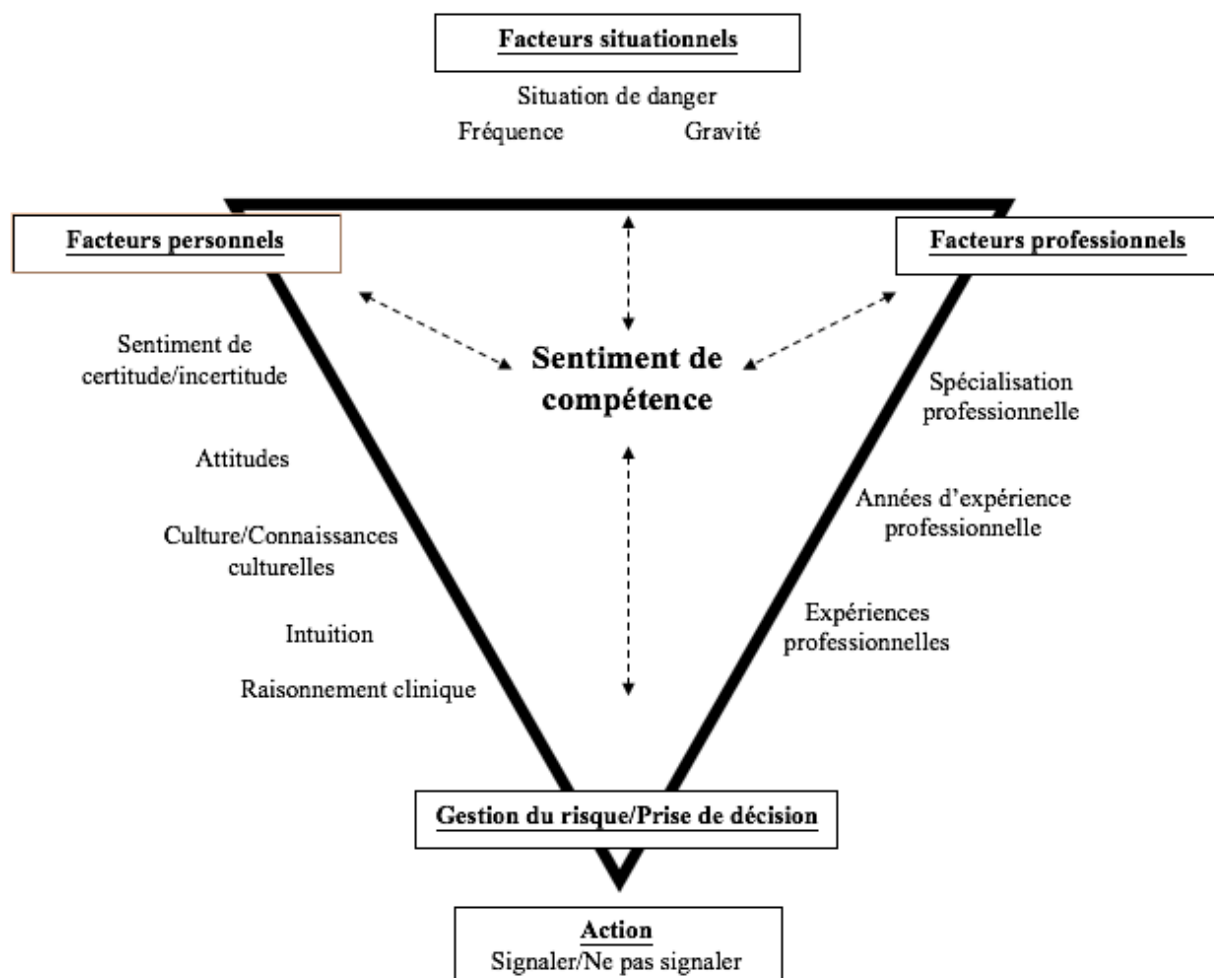 Facteurs situationnels
Situation de danger
Fréquence Gravité
Facteurs personnels
Facteurs professionnels
Sentiment de
certitude/incertitude
Attitudes
Culture/Connaissances
culturelles
Intuition
Raisonnement clinique
Sentiment de
compétence
Spécialisation
professionnelle
Années d’expérience
professionnelle
Expériences
professionnelles
Gestion du risque/Prise de décision
Action
Signaler/Ne pas signaler